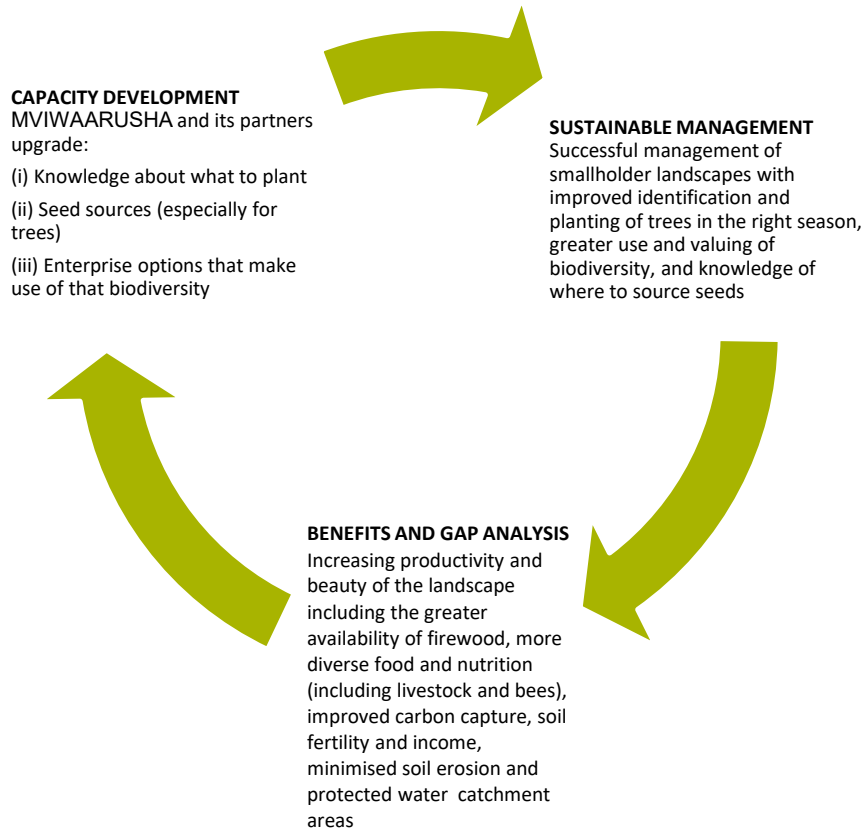 CAPACITY DEVELOPMENT
MVIWAARUSHA and its partners
upgrade:
(i) Knowledge about what to plant
(ii) Seed sources (especially for
trees)
(iii) Enterprise options that make
use of that biodiversity
SUSTAINABLE MANAGEMENT
Successful management of
smallholder landscapes with
improved identification and
planting of trees in the right season,
greater use and valuing of
biodiversity, and knowledge of
where to source seeds
BENEFITS AND GAP ANALYSIS
Increasing productivity and
beauty of the landscape
including the greater
availability of firewood, more
diverse food and nutrition
(including livestock and bees),
improved carbon capture, soil
fertility and income,
minimised soil erosion and
protected water catchment
areas